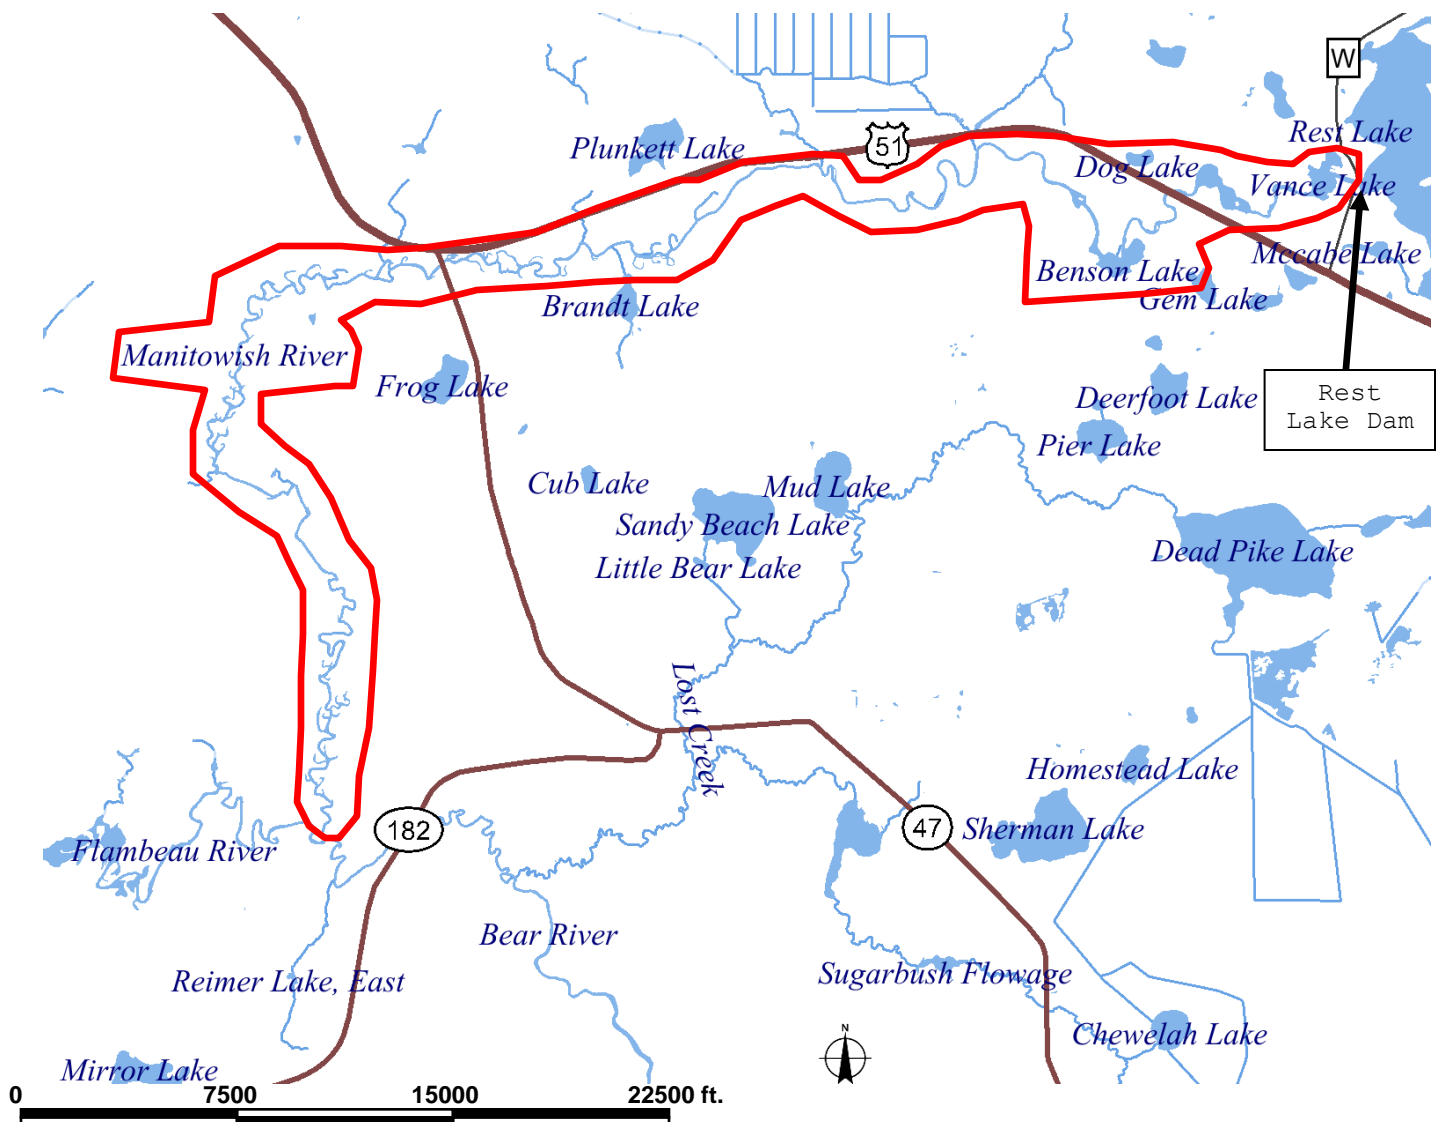 W
Rest Lake
51
Plunkett Lake
Dog Lake
Vance Lake
Mccabe Lake
Benson Lake
Gem Lake
Brandt Lake
Manitowish River
Frog Lake
Deerfoot Lake
Rest
Lake Dam
Pier Lake
Cub Lake
Mud Lake
Sandy Beach Lake
Dead Pike Lake
Little Bear Lake
Lost Creek
Homestead Lake
182
47
Sherman Lake
Flambeau River
Bear River
Reimer Lake, East
Sugarbush Flowage
N
Chewelah Lake
Mirror Lake
0 7500 15000 22500 ft.